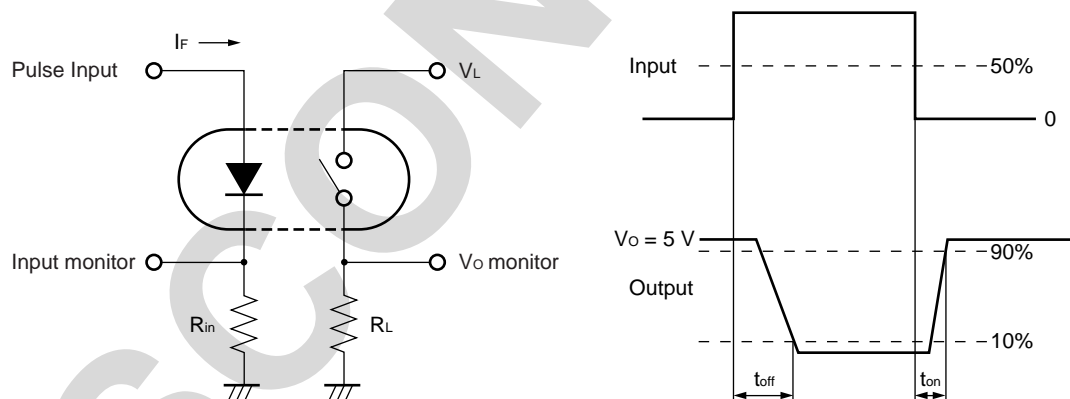 IF
Pulse Input
VL
Input monitor
VO monitor
Rin
RL
Input
50%
0
VO = 5 V
90%
Output
10%
toff
ton